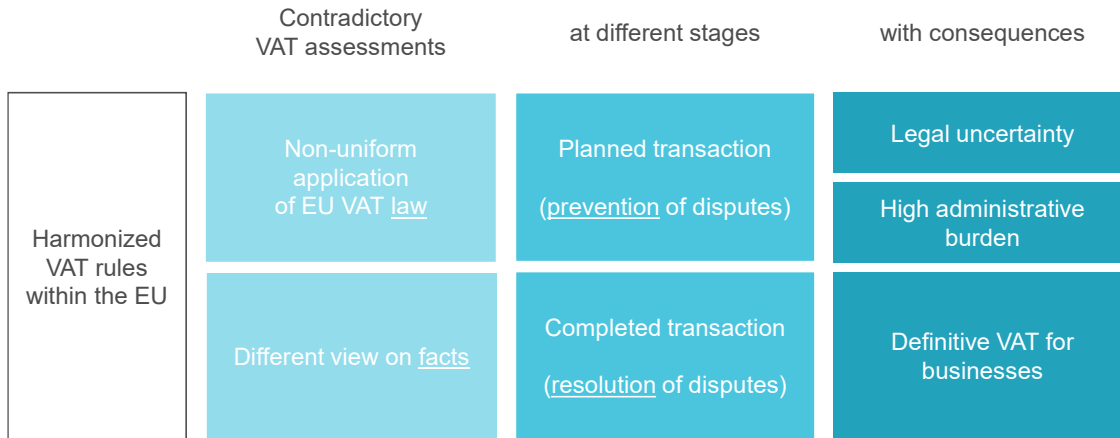 Contradictory
VAT assessments
at different stages
with consequences
Harmonized
VAT rules
within the EU
Non-uniform
application
of EU VAT law
Different view on facts
Planned transaction
(prevention of disputes)
Completed transaction
(resolution of disputes)
Legal uncertainty
High administrative
burden
Definitive VAT for
businesses